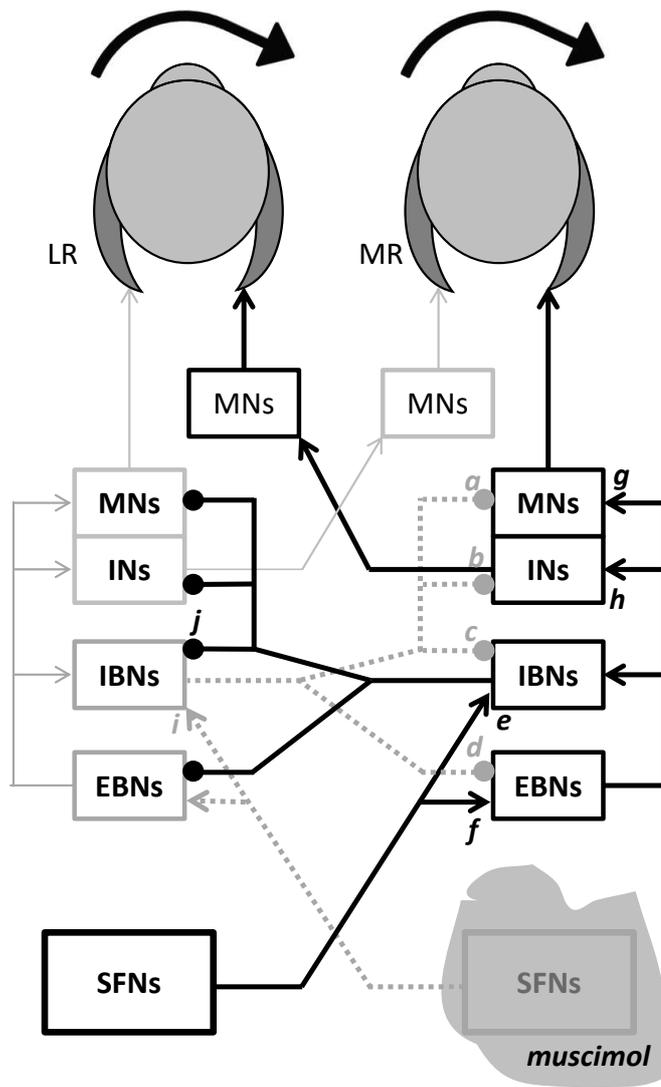 LR
MR
MNs
MNs
a
MNs
MNs
g
b
INs
INs
h
j
c
IBNs
IBNs
i
e
d
EBNs
EBNs
f
SFNs
SFNs
muscimol